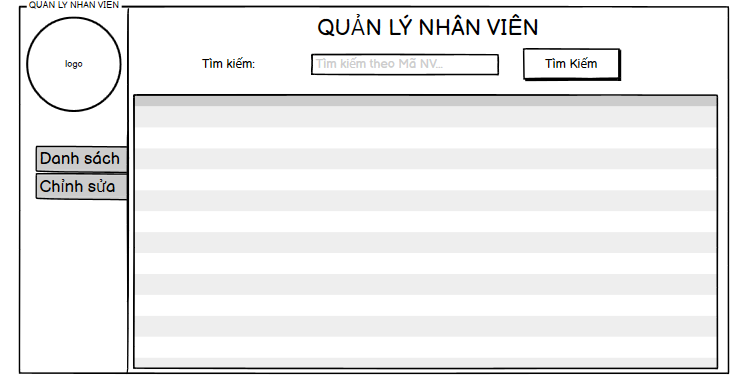 QUẢN LÝ NHÂN VIÊN
logo
QUẢN LÝ NHÂN VIÊN
Tìm kiếm:
Tìm kiếm theo Mã NV...
Tìm Kiếm
Danh sách
Chỉnh sửa